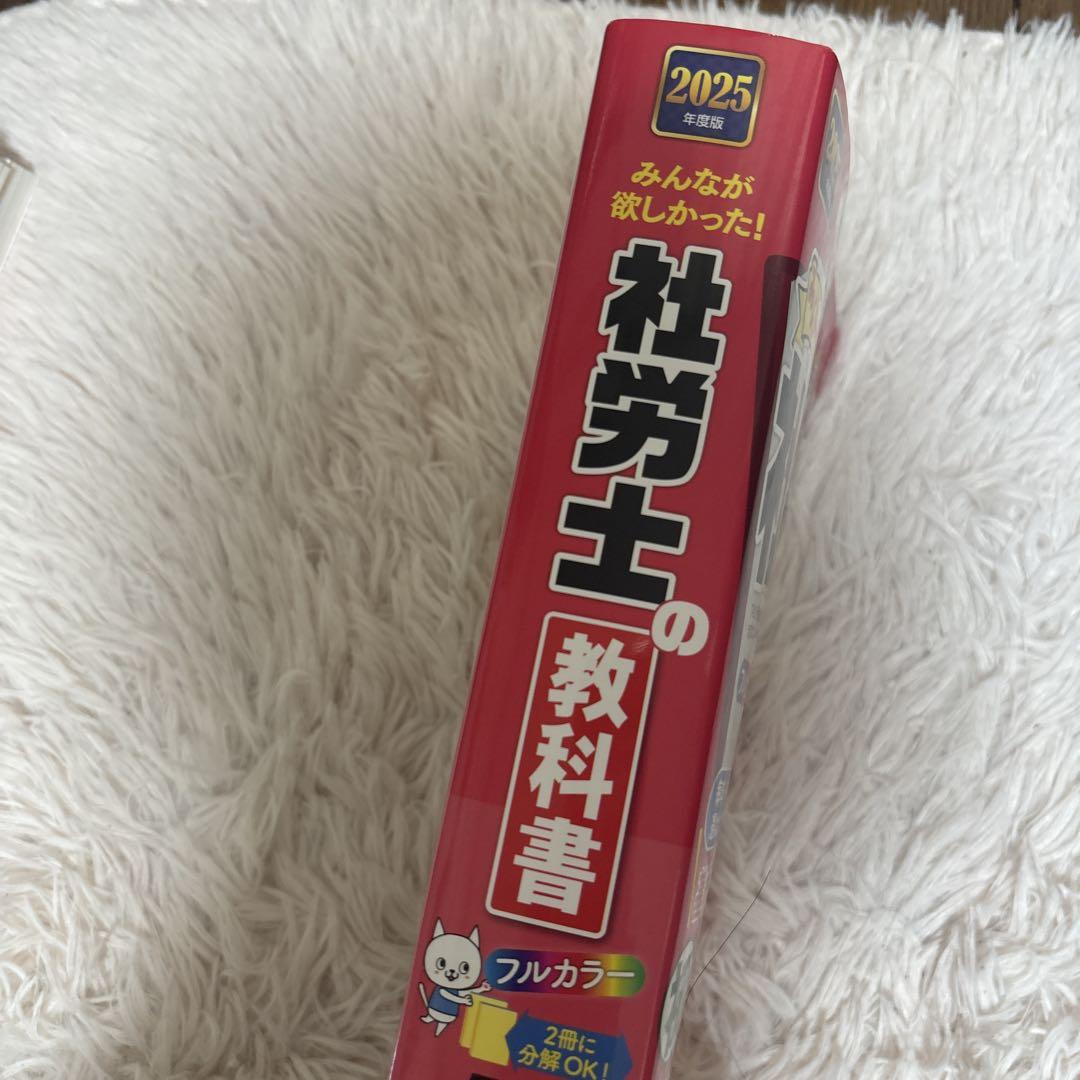 2025
年度版
みんなが
欲しかった!
社労士の
教科書
フルカラー
2冊に
分解OK!